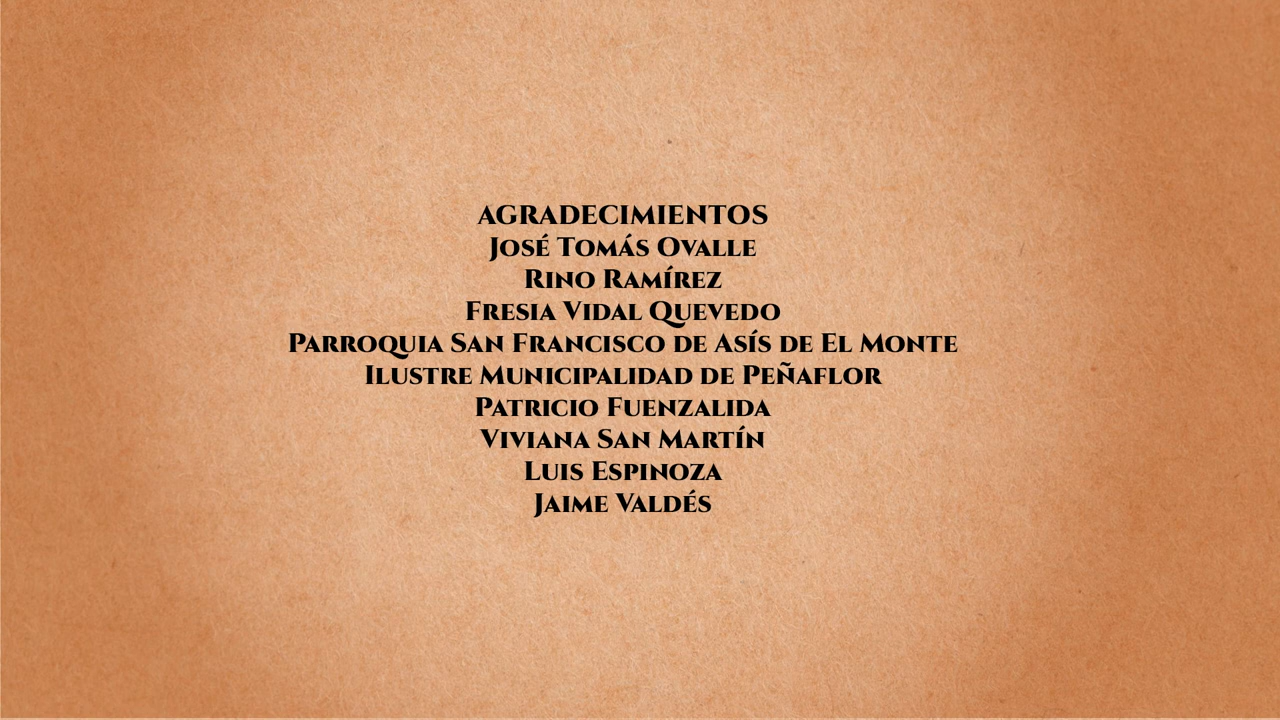 AGRADECIMIENTOS
José Tomás Ovalle
Rino Ramírez
Fresia Vidal Quevedo
Parroquia San Francisco de Asís de El Monte
Ilustre Municipalidad de Peñaflor
Patricio Fuenzalida
Viviana San Martín
Luis Espinoza
Jaime Valdés